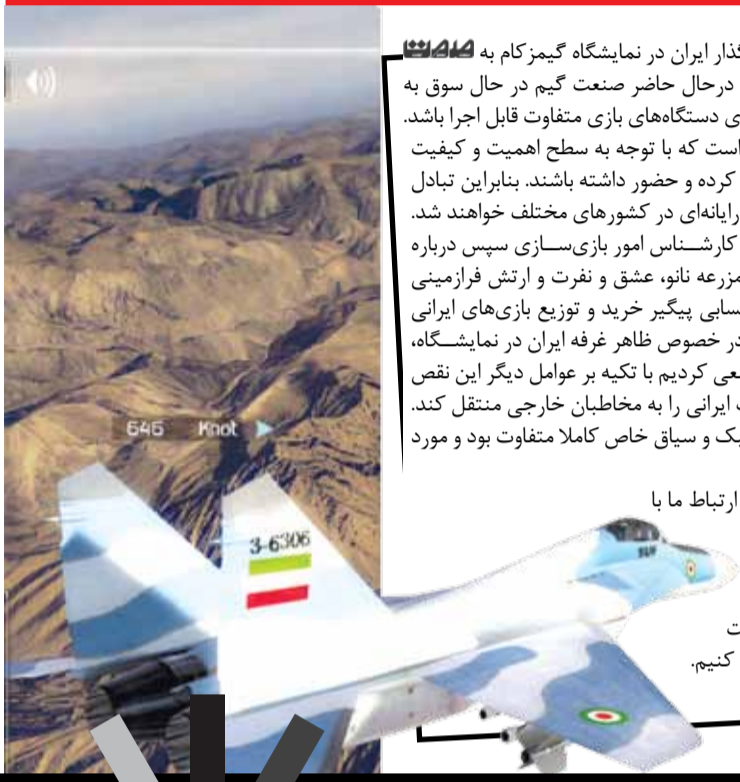 گذار ایران در نمایشگاه گیمزکام به صمت
درحال حاضر صنعت گیم در حال سوق به
ی دستگاه‌های بازی متفاوت قابل اجرا باشد.
است که با توجه به سطح اهمیت و کیفیت
کرده و حضور داشته باشند. بنابراین تبادل
رایانه‌ای در کشورهای مختلف خواهند شد.
کارشناس امور بازی‌سازی سپس درباره
مزرعه نانو، عشق و نفرت و ارتش فرازمینی
سابی پیگیر خرید و توزیع بازی‌های ایرانی
در خصوص ظاهر غرفه ایران در نمایشگاه،
عی کردیم با تکیه بر عوامل دیگر این نقص
ایرانی را به مخاطبان خارجی منتقل کند.
بک و سیاق خاص کاملا متفاوت بود و مورد
ارتباط ما با
ت
کنیم.
646 Knot
3-6306